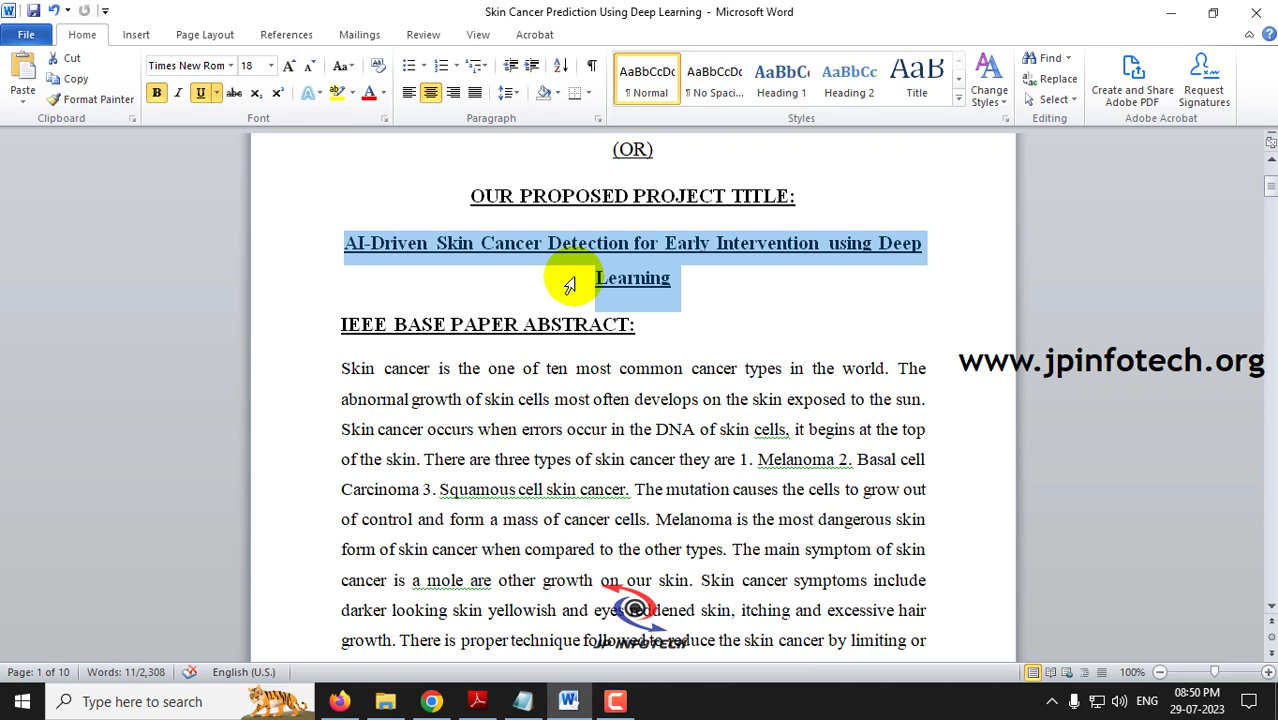 Skin Cancer Prediction Using Deep Learning - Microsoft Word
File Home Insert Page Layout References Mailings Review View Acrobat
Paste
Cut
Copy
Format Painter
Clipboard
Times New Rom 18
Font
Paragraph
AaBbCcDc AaBbCcDc AaBbCc AaBbCc AaB
¶ Normal ¶ No Spaci... Heading 1 Heading 2 Title
Change Styles
Styles
Find
Replace
Select
Editing
Create and Share Adobe PDF
Request Signatures
Adobe Acrobat
(OR)
OUR PROPOSED PROJECT TITLE:
AI-Driven Skin Cancer Detection for Early Intervention using Deep
Learning
IEEE BASE PAPER ABSTRACT:
Skin cancer is the one of ten most common cancer types in the world. The
abnormal growth of skin cells most often develops on the skin exposed to the sun.
Skin cancer occurs when errors occur in the DNA of skin cells, it begins at the top
of the skin. There are three types of skin cancer they are 1. Melanoma 2. Basal cell
Carcinoma 3. Squamous cell skin cancer. The mutation causes the cells to grow out
of control and form a mass of cancer cells. Melanoma is the most dangerous skin
form of skin cancer when compared to the other types. The main symptom of skin
cancer is a mole are other growth on our skin. Skin cancer symptoms include
darker looking skin yellowish and eyes reddened skin, itching and excessive hair
growth. There is proper technique followed to reduce the skin cancer by limiting or
www.jpinfotech.org
JP INFOTECH
Page: 1 of 10 Words: 11/2,308 English (U.S.) 100%
Type here to search
ENG
08:50 PM
29-07-2023